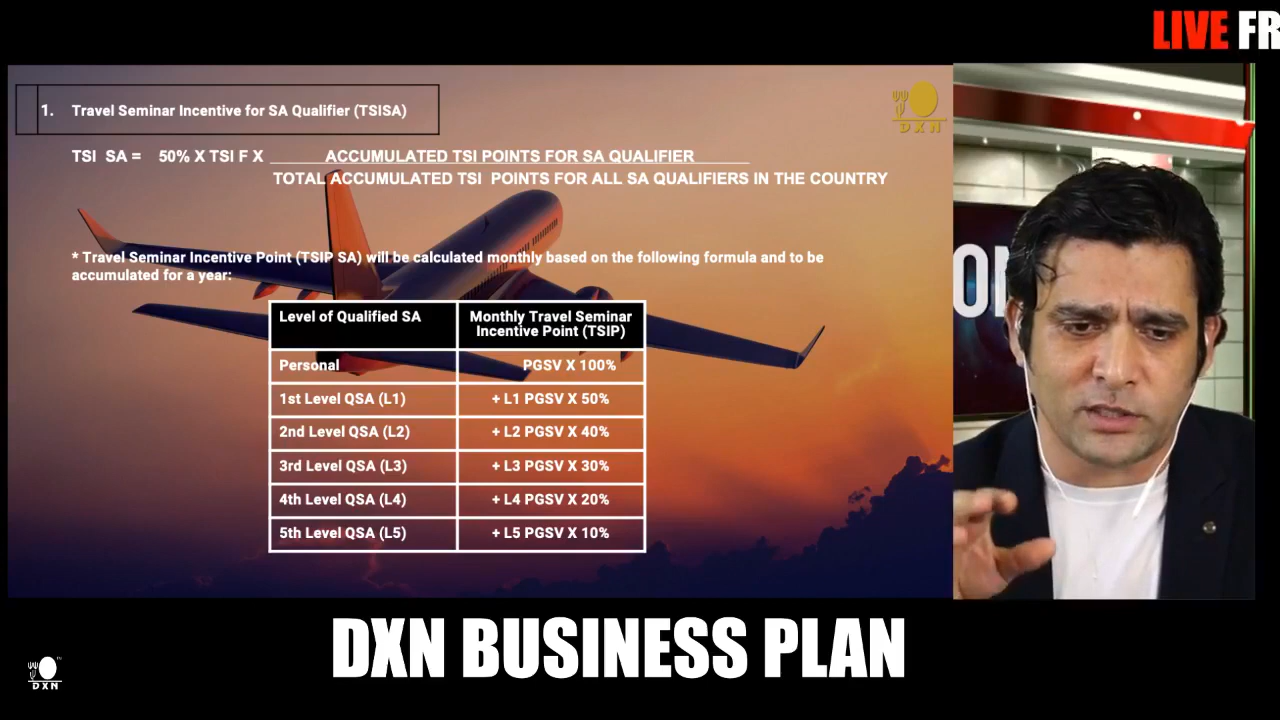 LIVE FR
1. Travel Seminar Incentive for SA Qualifier (TSISA)
DXN
TSI SA = 50% X TSI F X ACCUMULATED TSI POINTS FOR SA QUALIFIER
TOTAL ACCUMULATED TSI POINTS FOR ALL SA QUALIFIERS IN THE COUNTRY
* Travel Seminar Incentive Point (TSIP SA) will be calculated monthly based on the following formula and to be
accumulated for a year:
Level of Qualified SA
Monthly Travel Seminar
Incentive Point (TSIP)
Personal PGSV X 100%
1st Level QSA (L1) + L1 PGSV X 50%
2nd Level QSA (L2) + L2 PGSV X 40%
3rd Level QSA (L3) + L3 PGSV X 30%
4th Level QSA (L4) + L4 PGSV X 20%
5th Level QSA (L5) + L5 PGSV X 10%
ON
DXN BUSINESS PLAN
DXN